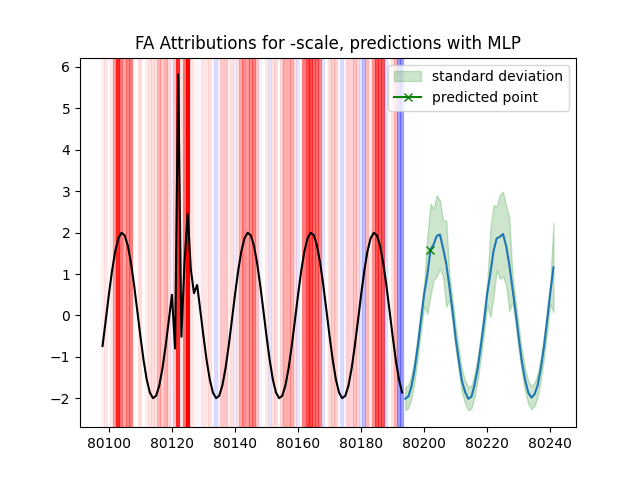 FA Attributions for -scale, predictions with MLP
standard deviation
predicted point
6
5
4
3
2
1
0
−1
−2
80100 80120 80140 80160 80180 80200 80220 80240